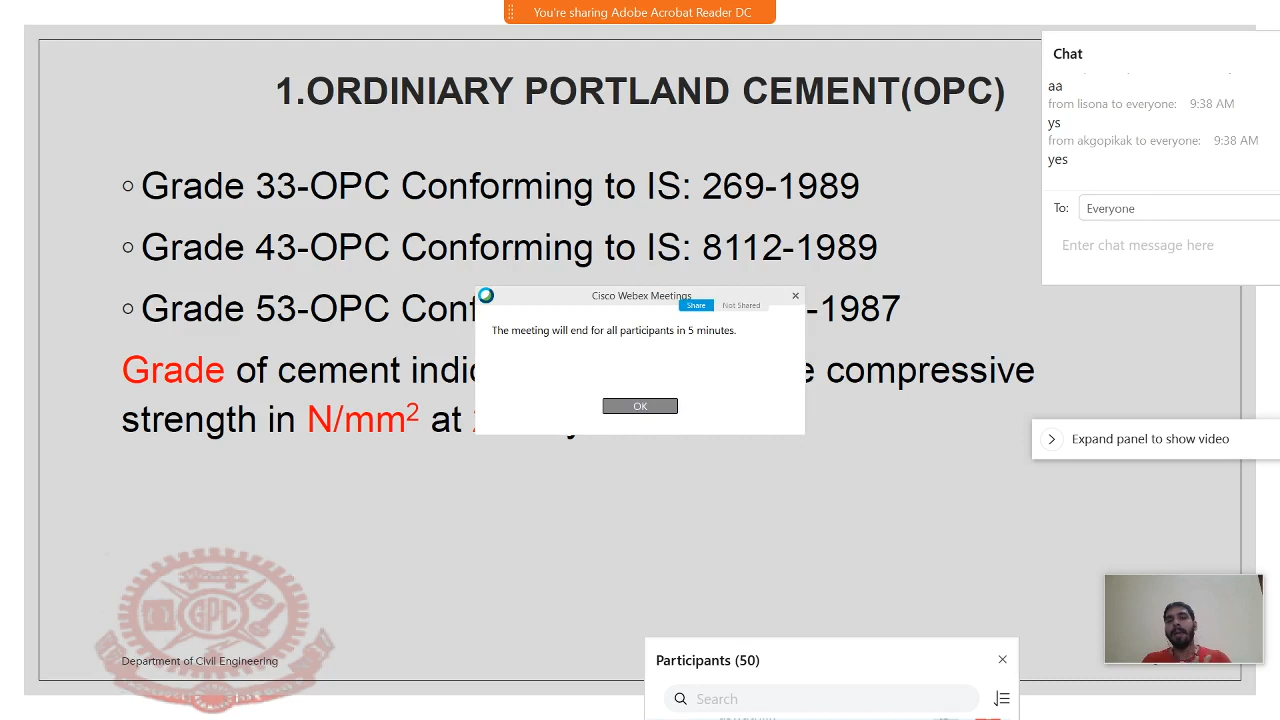 You're sharing Adobe Acrobat Reader DC
1.ORDINIARY PORTLAND CEMENT(OPC)
○ Grade 33-OPC Conforming to IS: 269-1989
○ Grade 43-OPC Conforming to IS: 8112-1989
○ Grade 53-OPC -1987
Grade of cement compressive
strength in N/mm² at
Cisco Webex Meetings
Share Not Shared
The meeting will end for all participants in 5 minutes.
OK
Chat
aa
from lisona to everyone: 9:38 AM
ys
from akgopikak to everyone: 9:38 AM
yes
To: Everyone
Enter chat message here
Expand panel to show video
GPC
Department of Civil Engineering
Participants (50)
Search